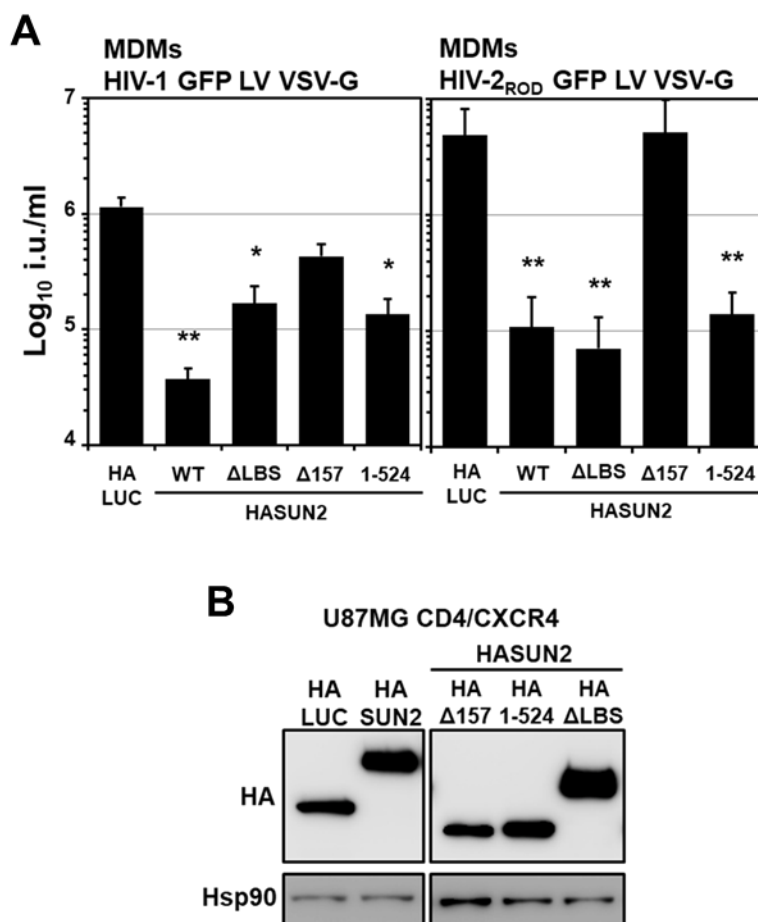 A
MDMs
HIV-1 GFP LV VSV-G
MDMs
HIV-2ROD GFP LV VSV-G
Log10 i.u./ml
7
6
5
4
**
*
*
**
**
**
HA
LUC
WT ΔLBS Δ157 1-524
HASUN2
HA
LUC
WT ΔLBS Δ157 1-524
HASUN2
B
U87MG CD4/CXCR4
HASUN2
HA LUC
HA SUN2
HA Δ157
HA 1-524
HA ΔLBS
HA
Hsp90